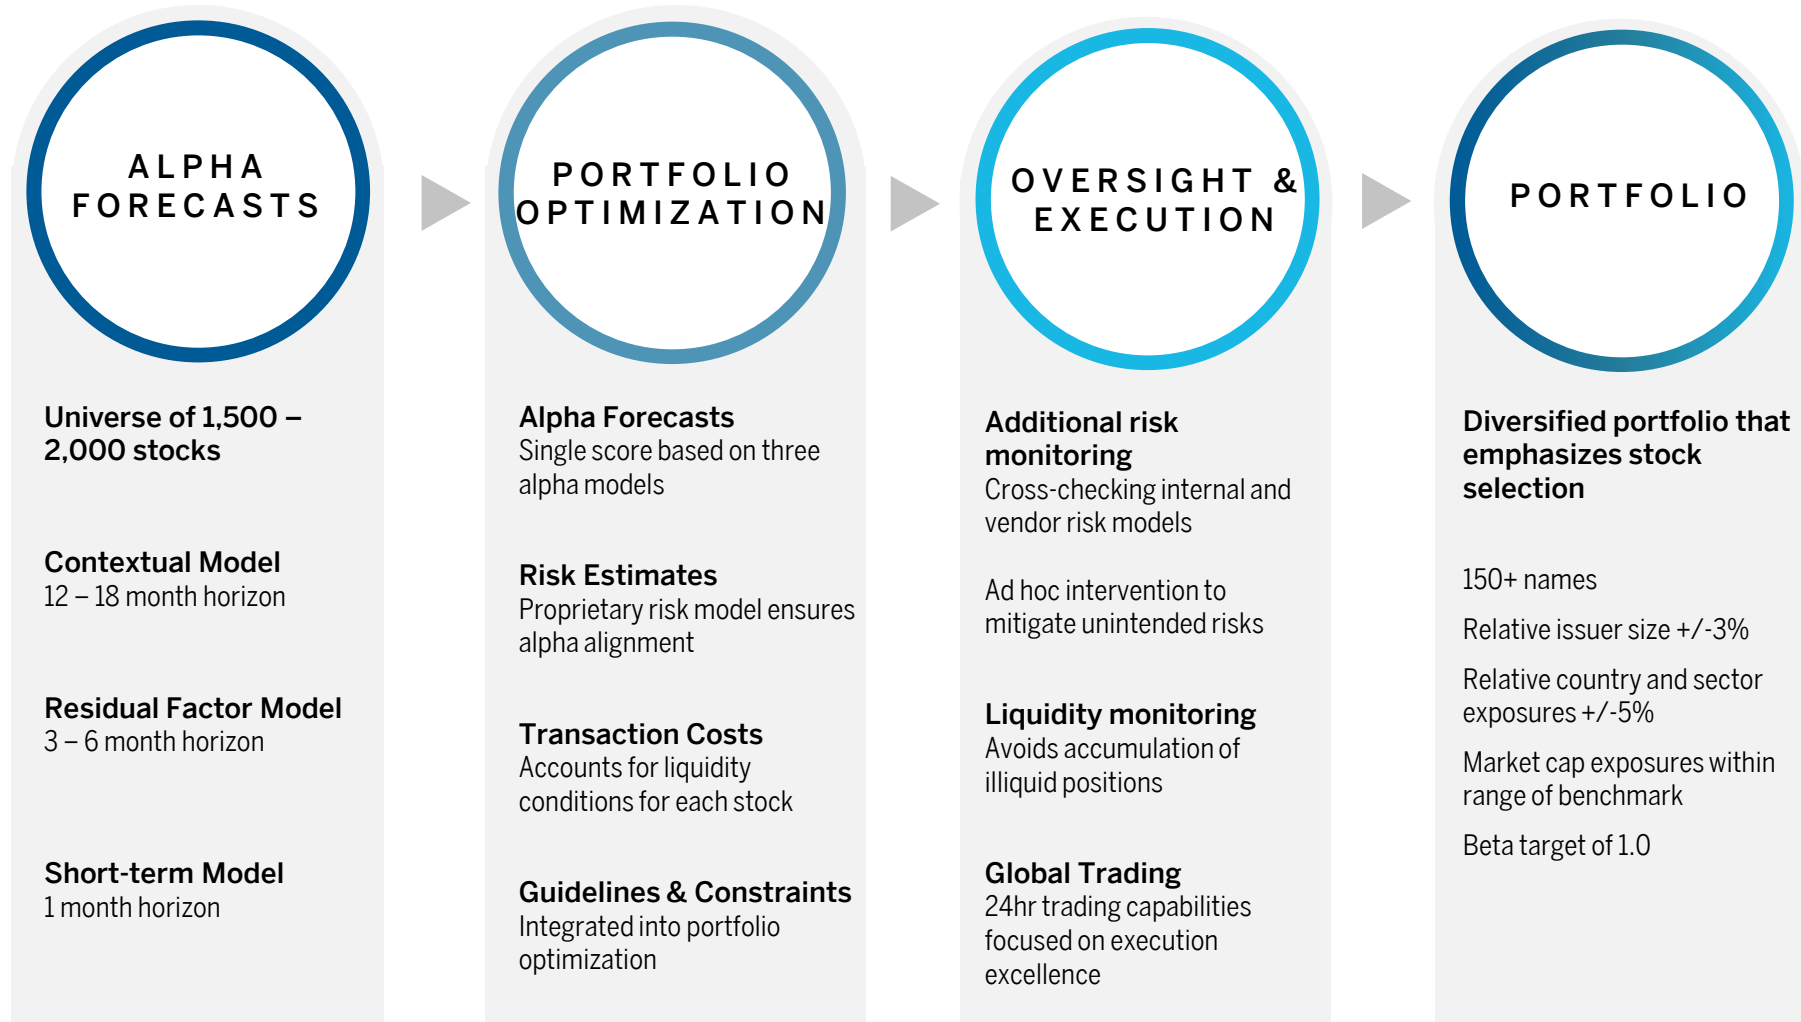 ALPHA
FORECASTS
Universe of 1,500 –
2,000 stocks
Contextual Model
12 – 18 month horizon
Residual Factor Model
3 – 6 month horizon
Short-term Model
1 month horizon
PORTFOLIO
OPTIMIZATION
Alpha Forecasts
Single score based on three
alpha models
Risk Estimates
Proprietary risk model ensures
alpha alignment
Transaction Costs
Accounts for liquidity
conditions for each stock
Guidelines & Constraints
Integrated into portfolio
optimization
OVERSIGHT &
EXECUTION
Additional risk
monitoring
Cross-checking internal and
vendor risk models
Ad hoc intervention to
mitigate unintended risks
Liquidity monitoring
Avoids accumulation of
illiquid positions
Global Trading
24hr trading capabilities
focused on execution
excellence
PORTFOLIO
Diversified portfolio that
emphasizes stock
selection
150+ names
Relative issuer size +/-3%
Relative country and sector
exposures +/-5%
Market cap exposures within
range of benchmark
Beta target of 1.0